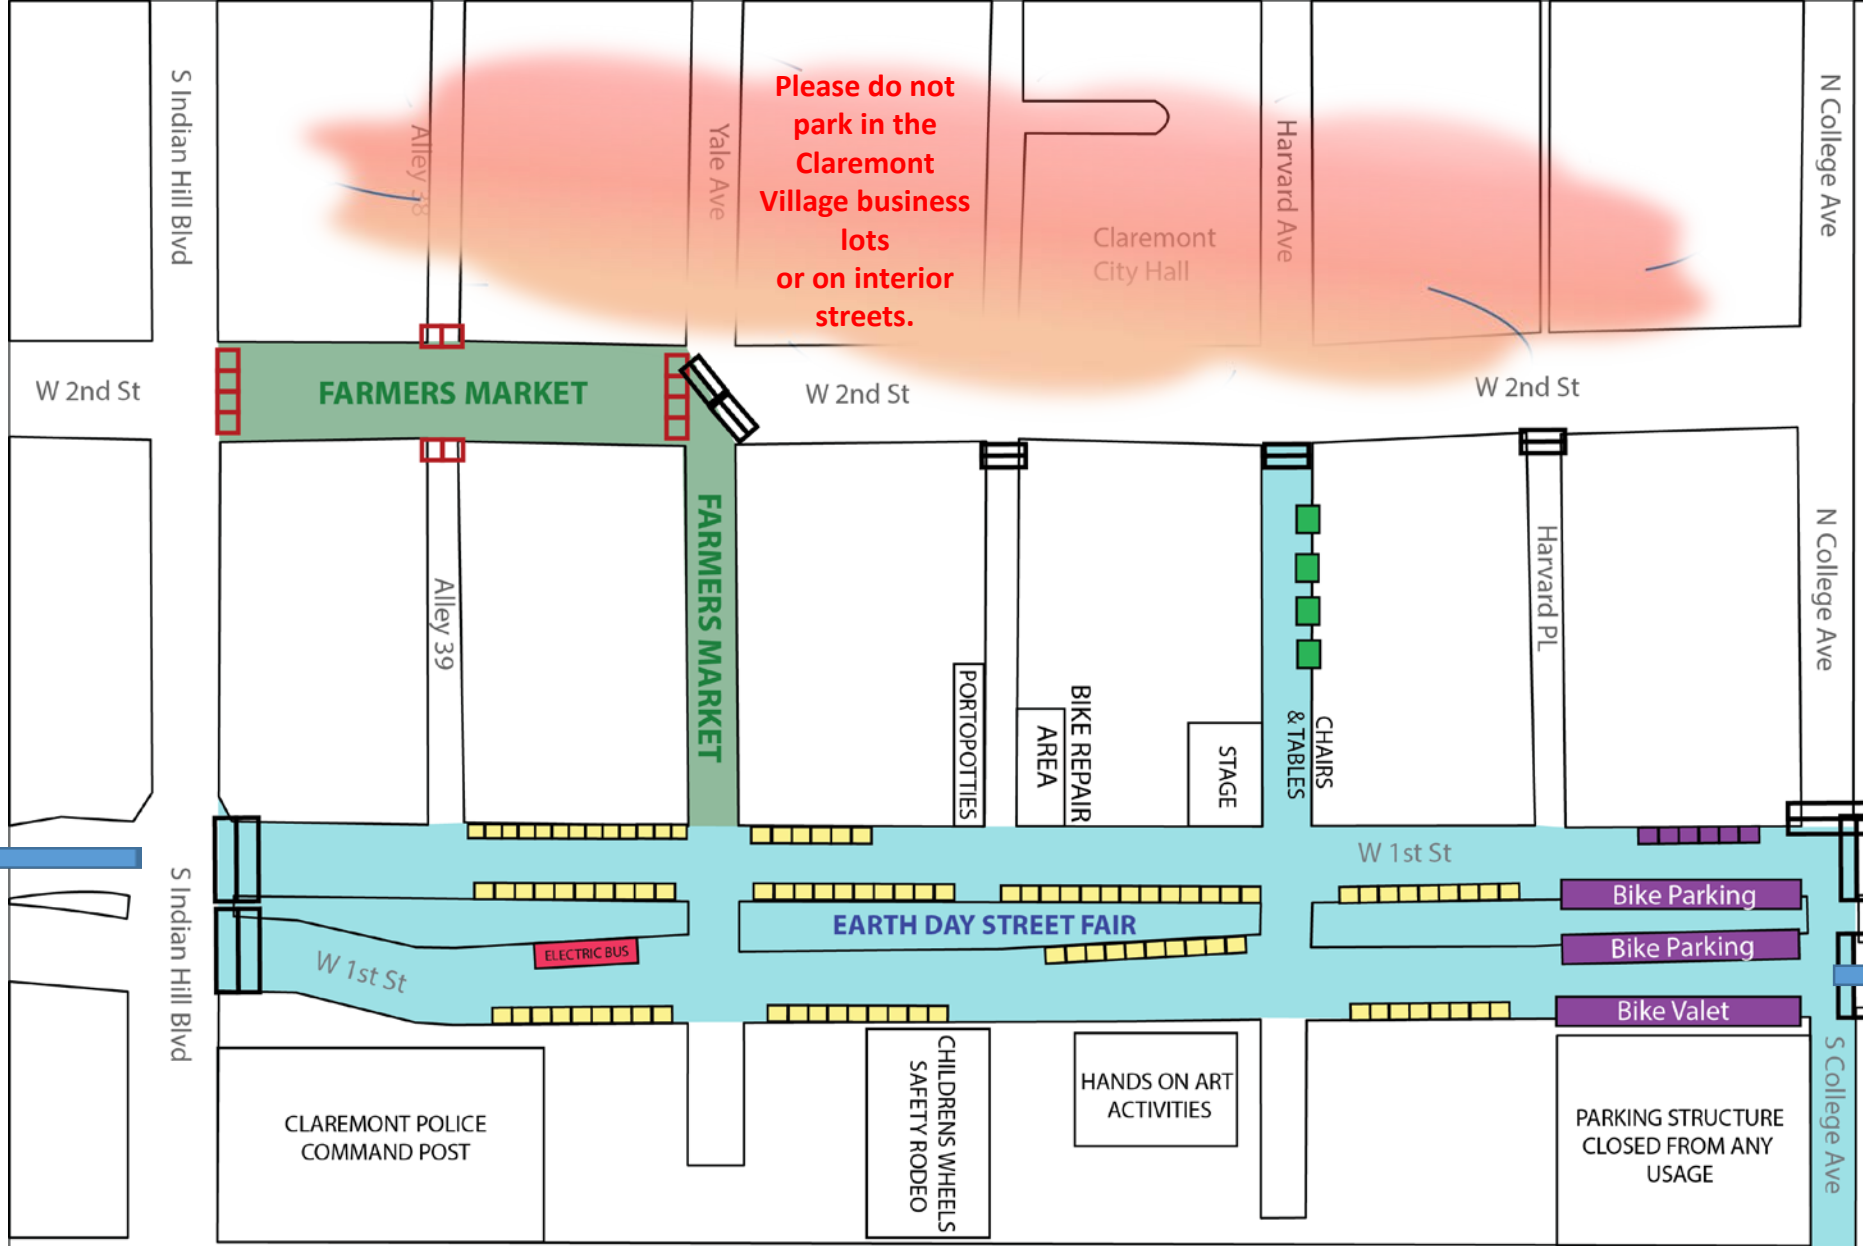 S Indian Hill Blvd
Alley 38
Yale Ave
Please do not
park in the
Claremont
Village business
lots
or on interior
streets.
Claremont
City Hall
Harvard Ave
N College Ave
W 2nd St
FARMERS MARKET
W 2nd St
W 2nd St
Alley 39
FARMERS MARKET
PORTOPOTTIES
BIKE REPAIR
AREA
STAGE
CHAIRS
& TABLES
Harvard PL
N College Ave
W 1st St
S Indian Hill Blvd
W 1st St
ELECTRIC BUS
EARTH DAY STREET FAIR
Bike Parking
Bike Parking
Bike Valet
CLAREMONT POLICE
COMMAND POST
CHILDRENS WHEELS
SAFETY RODEO
HANDS ON ART
ACTIVITIES
PARKING STRUCTURE
CLOSED FROM ANY
USAGE
S College Ave